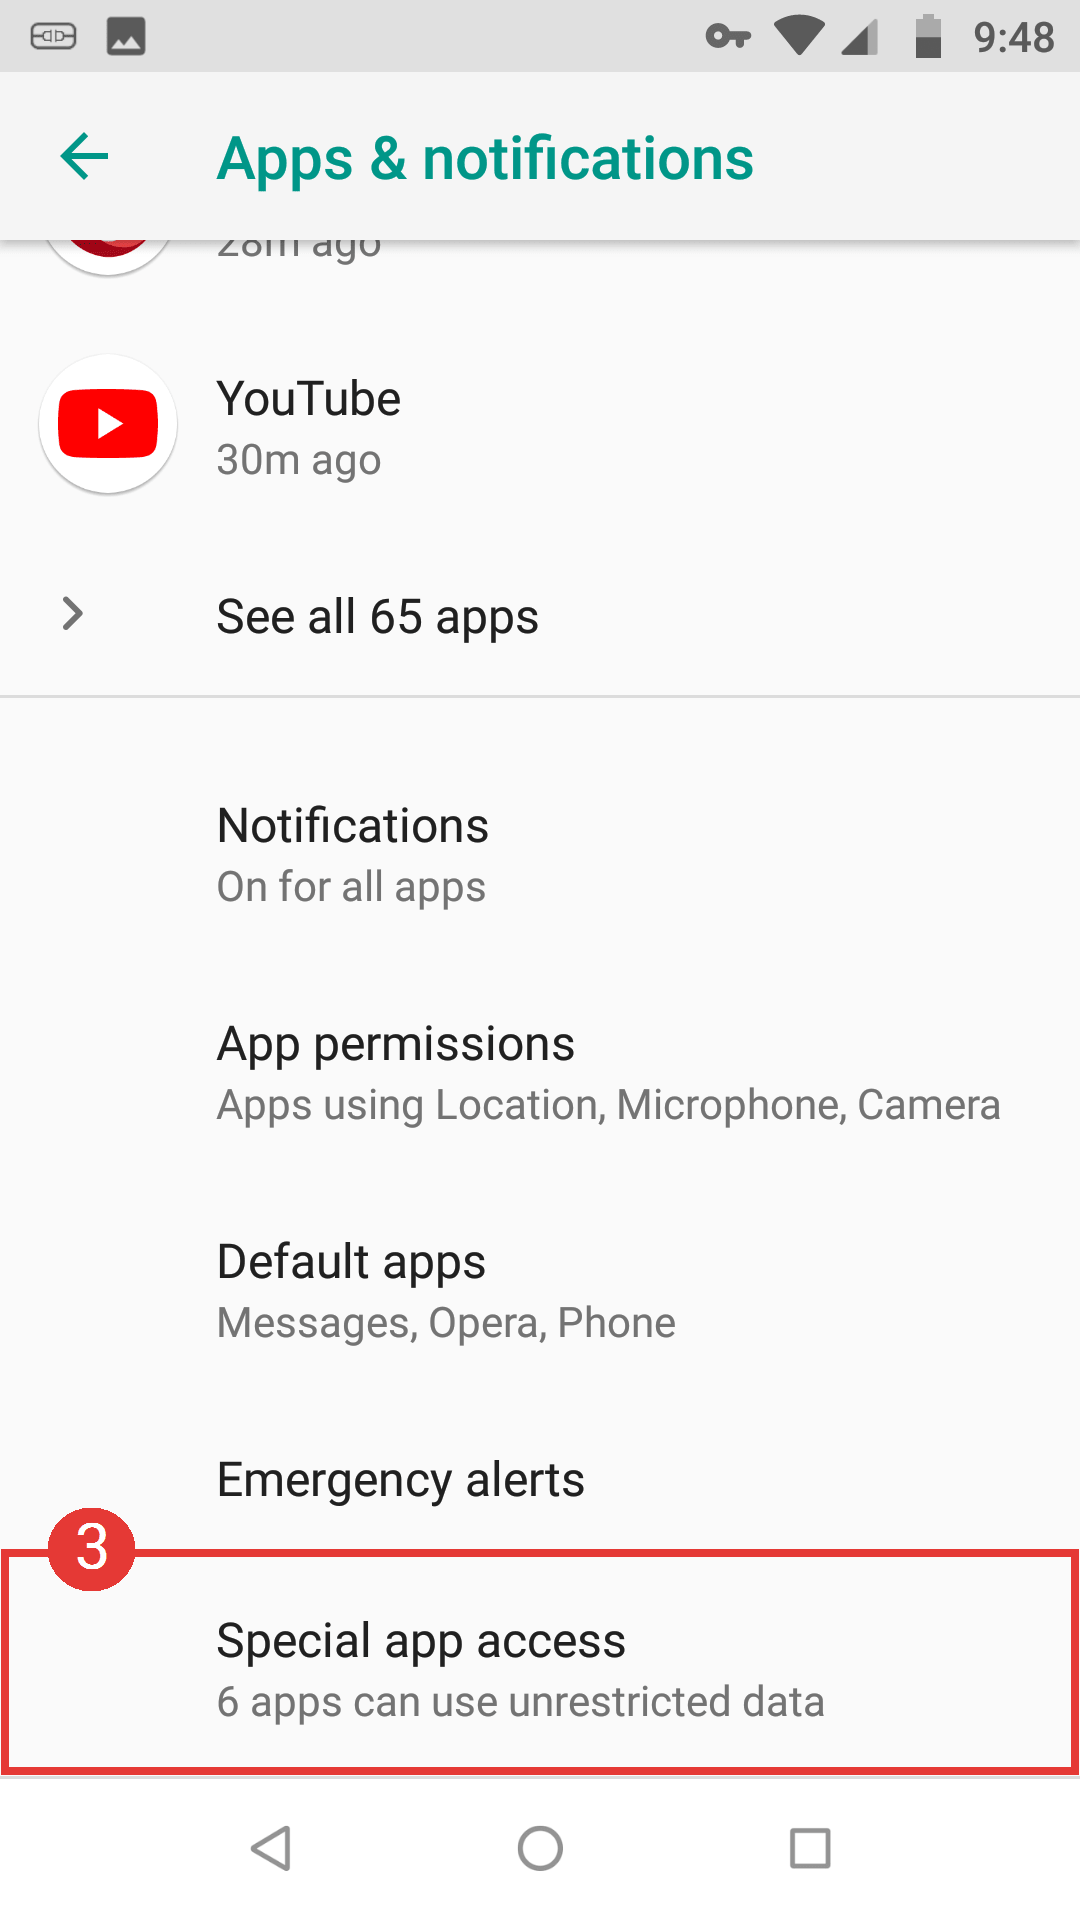 9:48
Apps & notifications
28m ago
YouTube
30m ago
See all 65 apps
Notifications
On for all apps
App permissions
Apps using Location, Microphone, Camera
Default apps
Messages, Opera, Phone
Emergency alerts
3
Special app access
6 apps can use unrestricted data